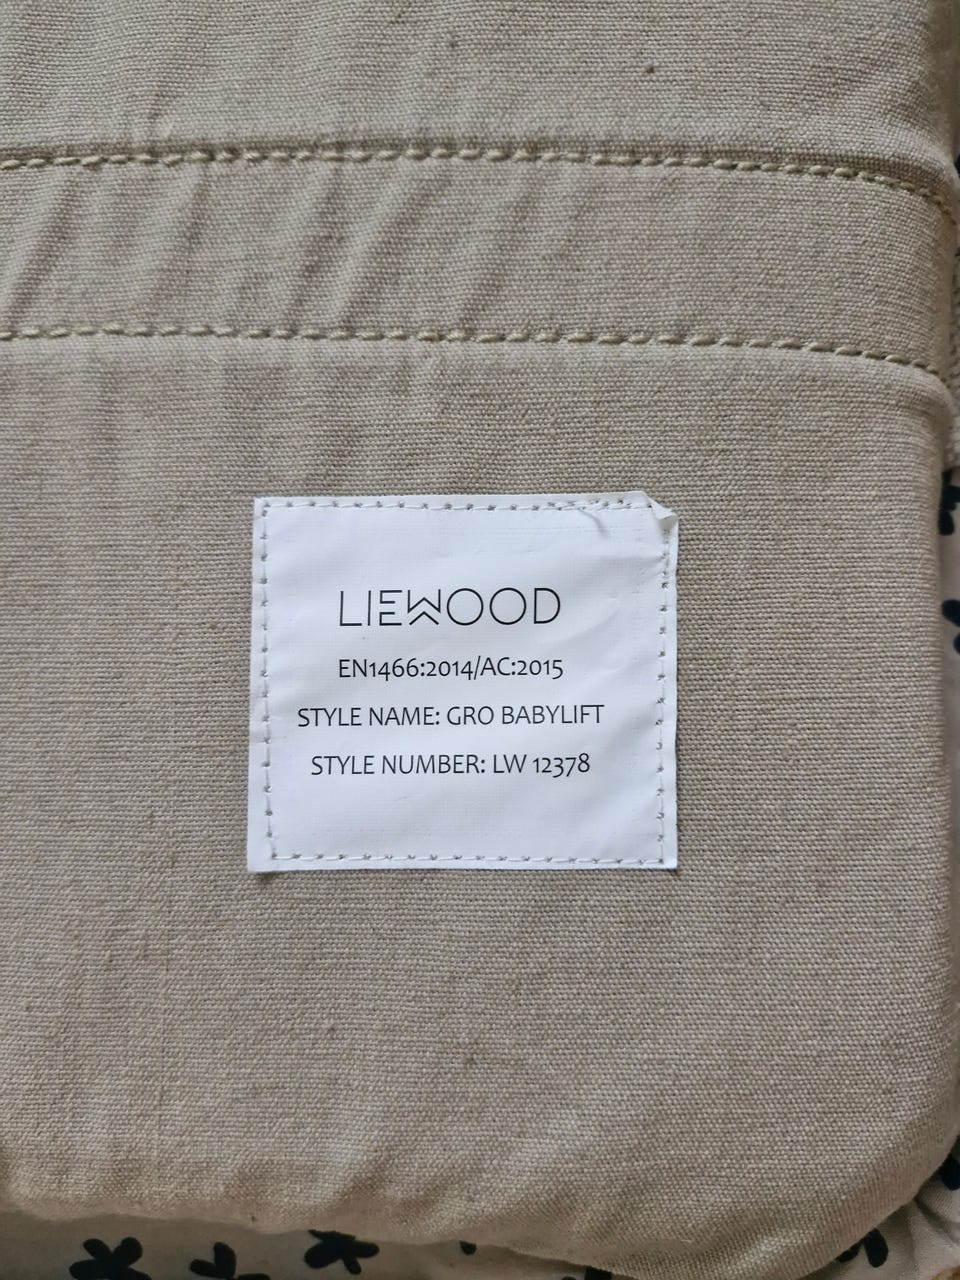 LIEWOOD
EN1466:2014/AC:2015
STYLE NAME: GRO BABYLIFT
STYLE NUMBER: LW 12378